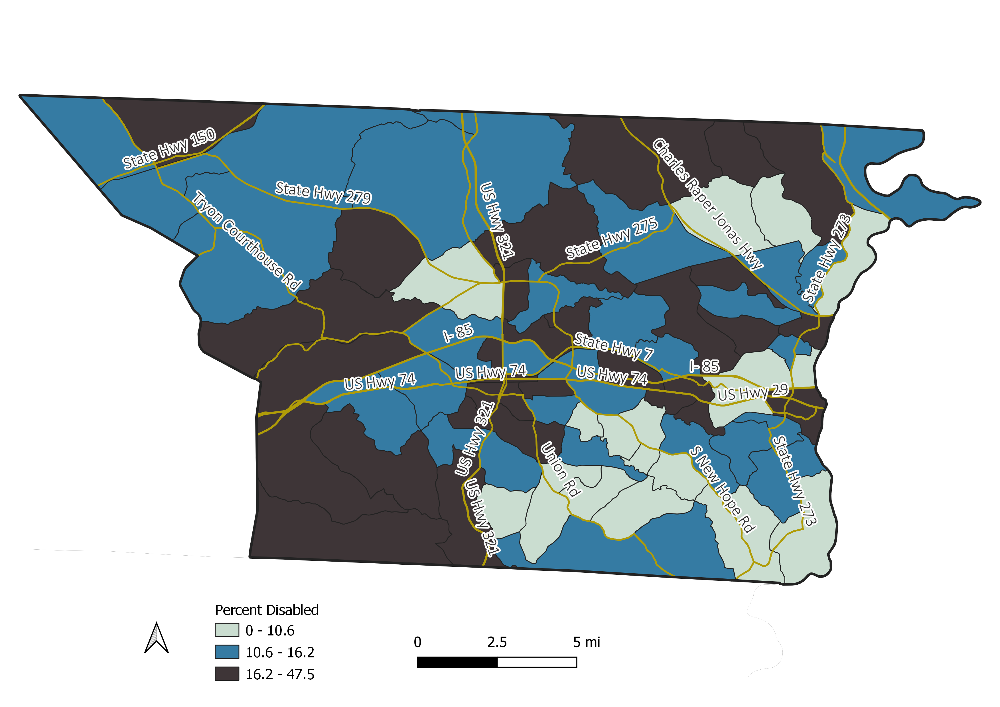 State Hwy 150
Charles Raper Jonas Hwy
State Hwy 279
US Hwy 321
Tryon Courthouse Rd
State Hwy 275
State Hwy 273
I- 85
State Hwy 7
I- 85
US Hwy 74
US Hwy 74
US Hwy 74
US Hwy 29
US Hwy 321
Union Rd
S New Hope Rd
State Hwy 273
US Hwy 321
Percent Disabled
0 - 10.6
10.6 - 16.2
16.2 - 47.5
0 2.5 5 mi